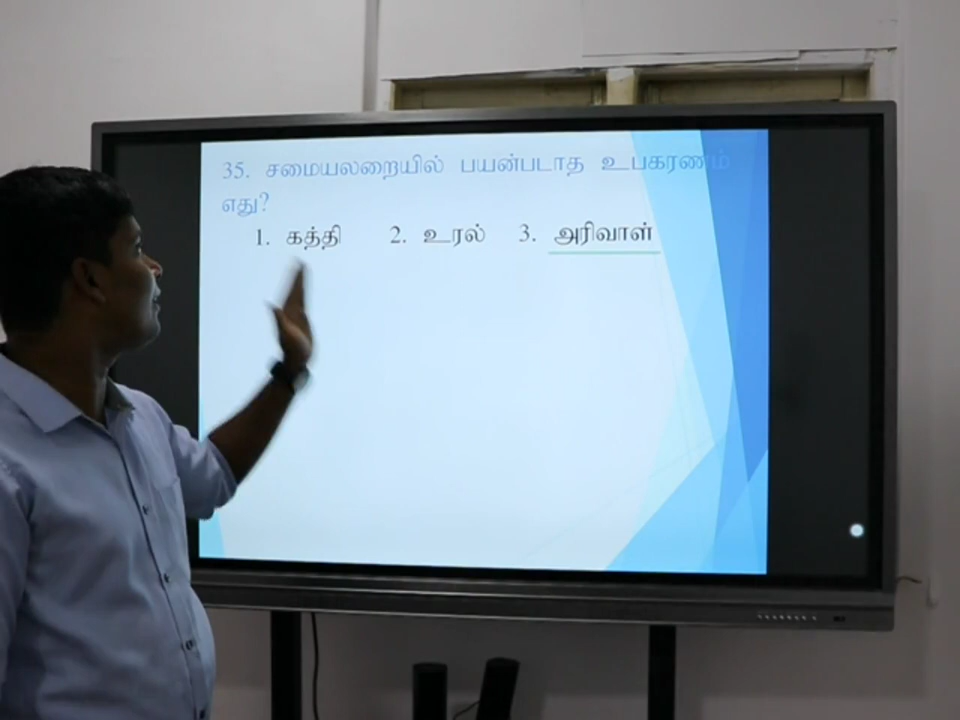 35. சமையலறையில் பயன்படாத உபகரணம்
எது?
1. கத்தி 2. உரல் 3. அரிவாள்